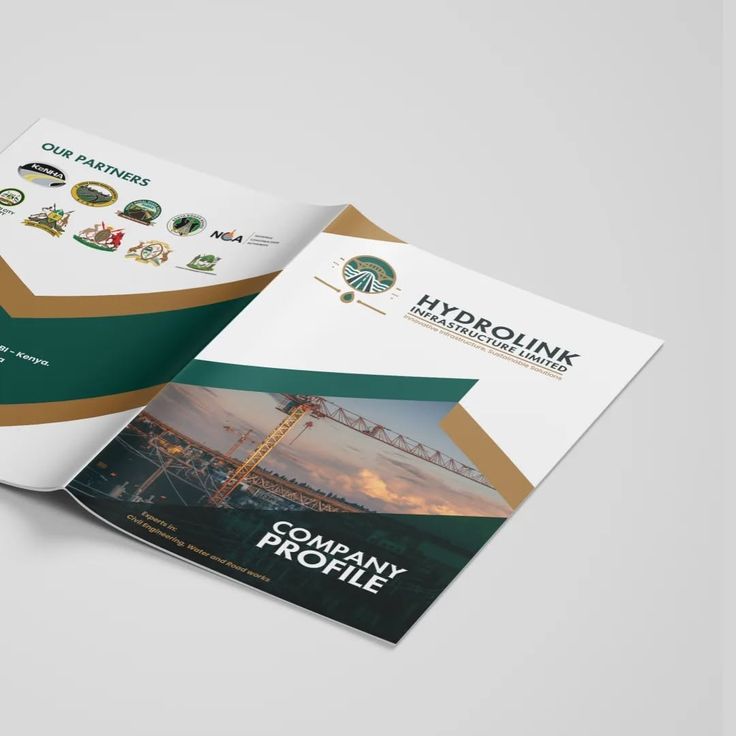 OUR PARTNERS
KeNHA
NCA
BI - Kenya.
HYDROLINK
INFRASTRUCTURE LIMITED
Innovative Infrastructure, Sustainable Solutions
COMPANY
PROFILE
Experts in:
Civil Engineering, Water and Road works